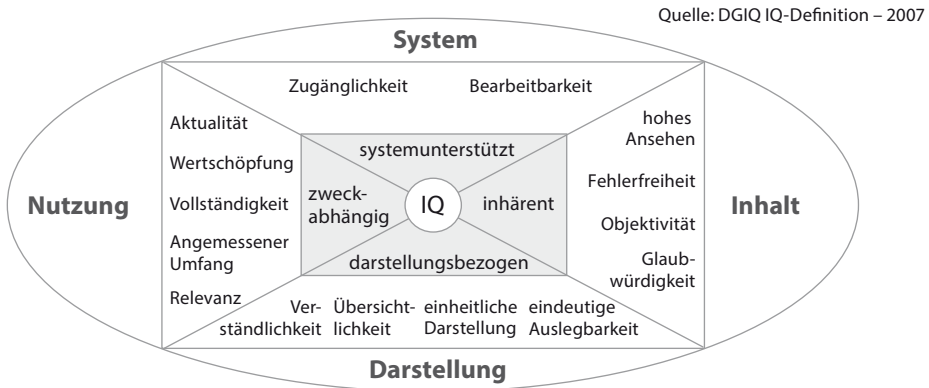 Quelle: DGIQ IQ-Definition – 2007
System
Zugänglichkeit
Bearbeitbarkeit
Nutzung
Aktualität
Wertschöpfung
Vollständigkeit
Angemessener
Umfang
Relevanz
systemunterstützt
zweck-
abhängig
IQ
inhärent
darstellungsbezogen
hohes
Ansehen
Fehlerfreiheit
Objektivität
Glaub-
würdigkeit
Inhalt
Ver-
ständlichkeit
Übersicht-
lichkeit
einheitliche
Darstellung
eindeutige
Auslegbarkeit
Darstellung